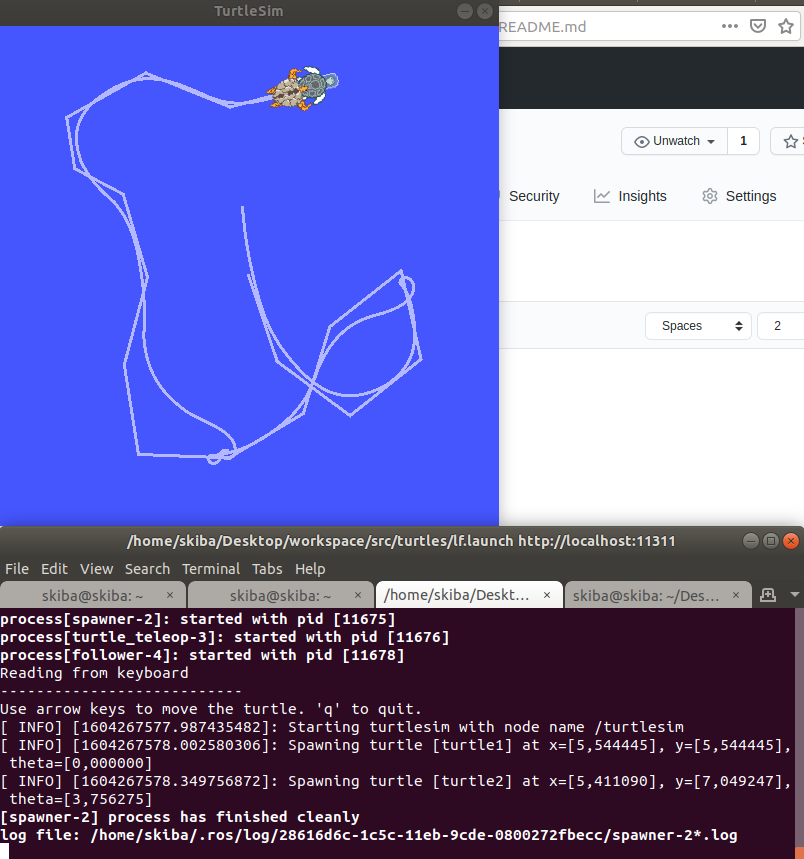 TurtleSim
README.md
Unwatch
1
Security
Insights
Settings
Spaces
2
/home/skiba/Desktop/workspace/src/turtles/lf.launch http://localhost:11311
File Edit View Search Terminal Tabs Help
skiba@skiba: ~ × skiba@skiba: ~ × /home/skiba/Deskt... × skiba@skiba: ~/Des... ×
process[spawner-2]: started with pid [11675]
process[turtle_teleop-3]: started with pid [11676]
process[follower-4]: started with pid [11678]
Reading from keyboard
---------------------------
Use arrow keys to move the turtle. 'q' to quit.
[ INFO] [1604267577.987435482]: Starting turtlesim with node name /turtlesim
[ INFO] [1604267578.002580306]: Spawning turtle [turtle1] at x=[5,544445], y=[5,544445],
theta=[0,000000]
[ INFO] [1604267578.349756872]: Spawning turtle [turtle2] at x=[5,411090], y=[7,049247],
theta=[3,756275]
[spawner-2] process has finished cleanly
log file: /home/skiba/.ros/log/28616d6c-1c5c-11eb-9cde-0800272fbecc/spawner-2*.log